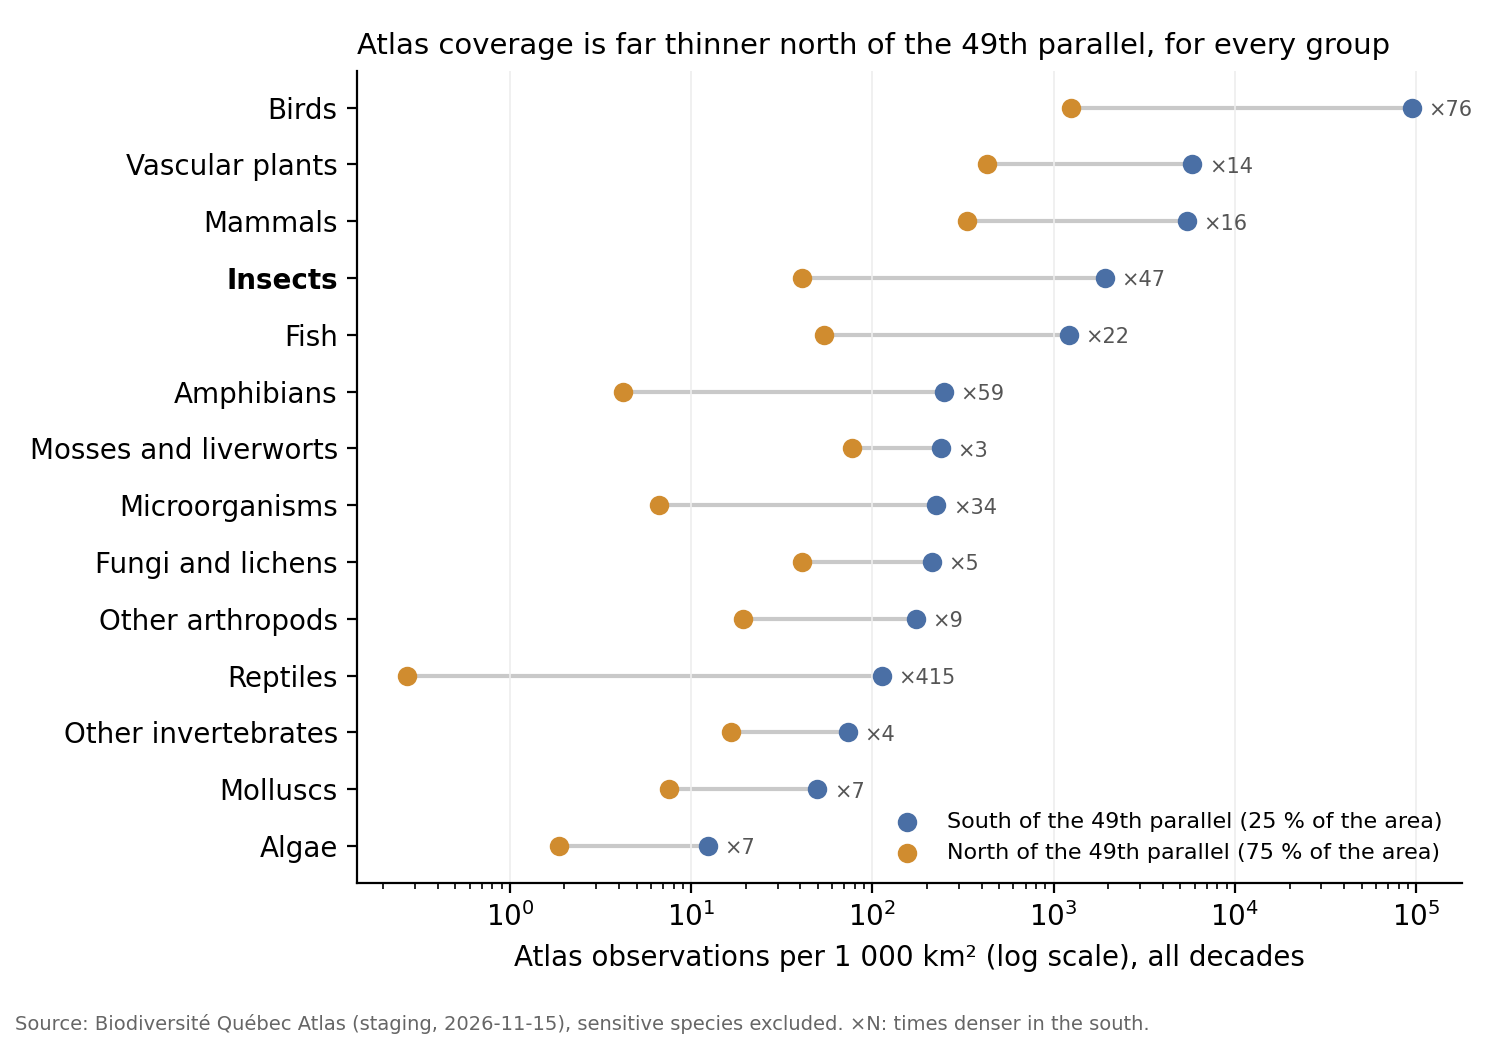 Atlas coverage is far thinner north of the 49th parallel, for every group
Birds ×76
Vascular plants ×14
Mammals ×16
Insects ×47
Fish ×22
Amphibians ×59
Mosses and liverworts ×3
Microorganisms ×34
Fungi and lichens ×5
Other arthropods ×9
Reptiles ×415
Other invertebrates ×4
Molluscs ×7
Algae ×7
South of the 49th parallel (25 % of the area)
North of the 49th parallel (75 % of the area)
10⁰ 10¹ 10² 10³ 10⁴ 10⁵
Atlas observations per 1 000 km² (log scale), all decades
Source: Biodiversité Québec Atlas (staging, 2026-11-15), sensitive species excluded. ×N: times denser in the south.